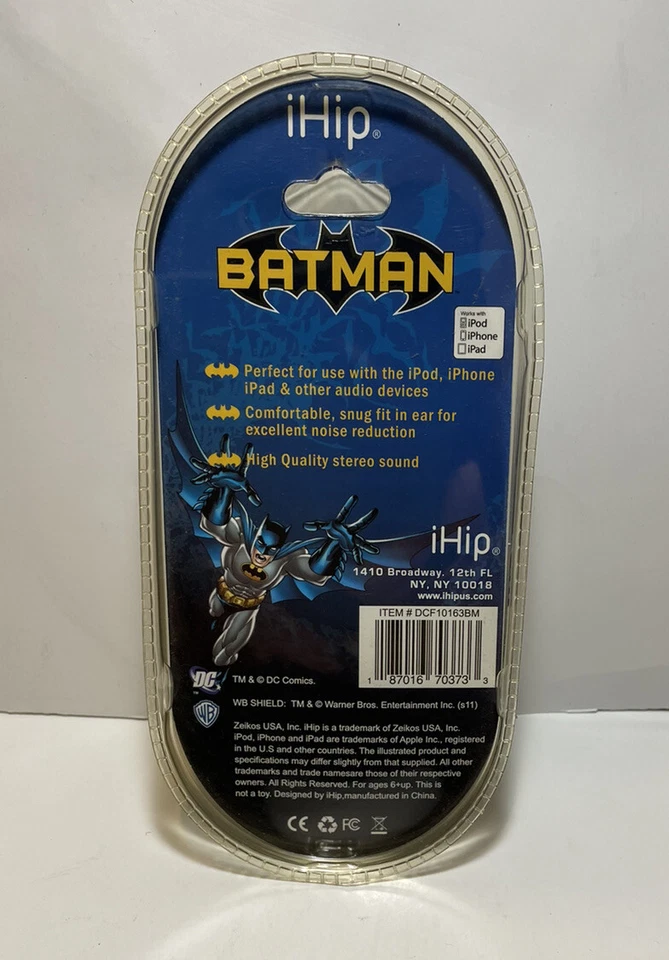 iHip®
BATMAN
Works with
iPod
iPhone
iPad
Perfect for use with the iPod, iPhone
iPad & other audio devices
Comfortable, snug fit in ear for
excellent noise reduction
High Quality stereo sound
iHip®
1410 Broadway. 12th FL
NY, NY 10018
www.ihipus.com
ITEM # DCF10163BM
1 87016 70373 3
DC TM & © DC Comics.
WB WB SHIELD: TM & © Warner Bros. Entertainment Inc. (s11)
Zeikos USA, Inc. iHip is a trademark of Zeikos USA, Inc.
iPod, iPhone and iPad are trademarks of Apple Inc., registered
in the U.S and other countries. The illustrated product and
specifications may differ slightly from that supplied. All other
trademarks and trade namesare those of their respective
owners. All Rights Reserved. For ages 6+up. This is
not a toy. Designed by iHip,manufactured in China.
CE FC